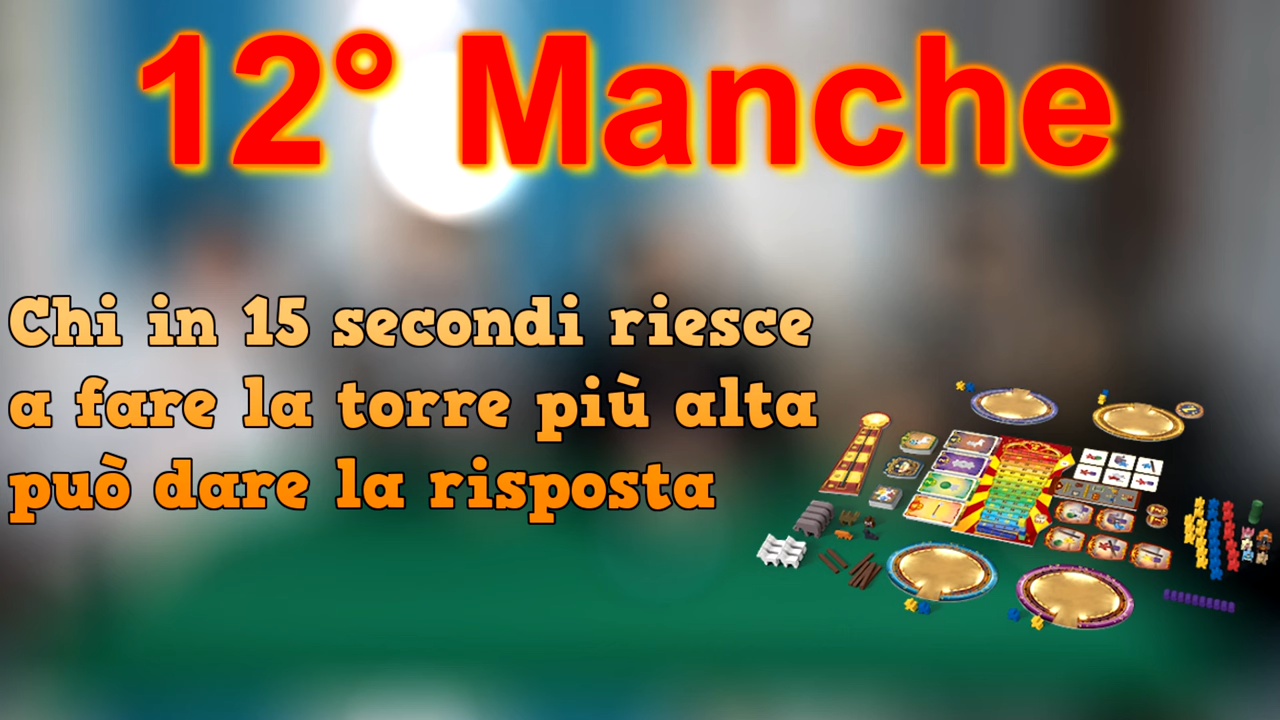 12° Manche
Chi in 15 secondi riesce
a fare la torre più alta
può dare la risposta